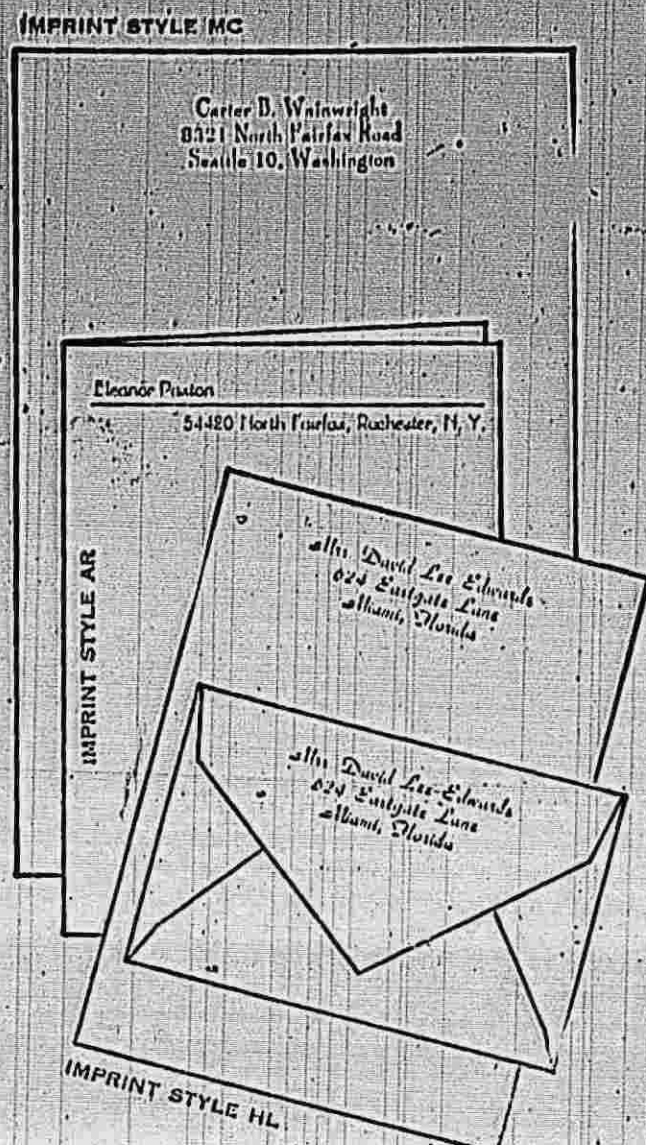 IMPRINT STYLE MC
Carter B. Wainwright
8321 North Fairfax Road
Seattle 10, Washington
Eleanor Paxton
54420 North Fairfax, Rochester, N. Y.
IMPRINT STYLE AR
Mrs. David Lee Edwards
624 Eastgate Lane
Miami, Florida
Mrs. David Lee Edwards
624 Eastgate Lane
Miami, Florida
IMPRINT STYLE HL